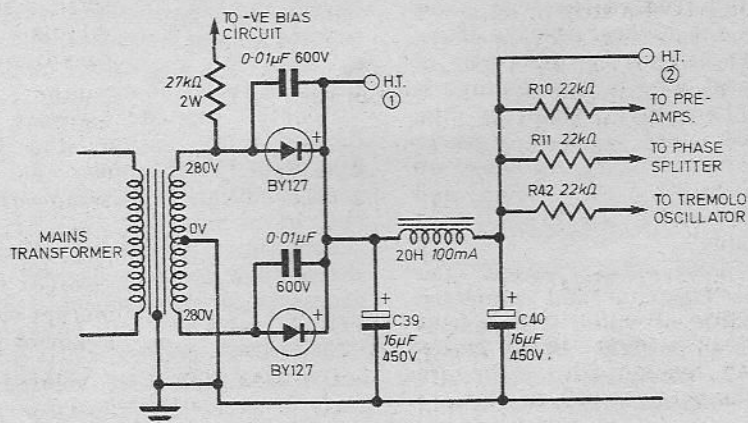 TO -VE BIAS
CIRCUIT
0·01µF 600V
H.T.
①
H.T.
②
27kΩ
2W
R10 22kΩ
TO PRE-
AMPS.
280V
BY127
R11 22kΩ
TO PHASE
SPLITTER
R42 22kΩ
TO TREMOLO
OSCILLATOR
MAINS
TRANSFORMER
0V
0·01µF
600V
20H 100mA
280V
BY127
C39
16µF
450V
C40
16µF
450V.